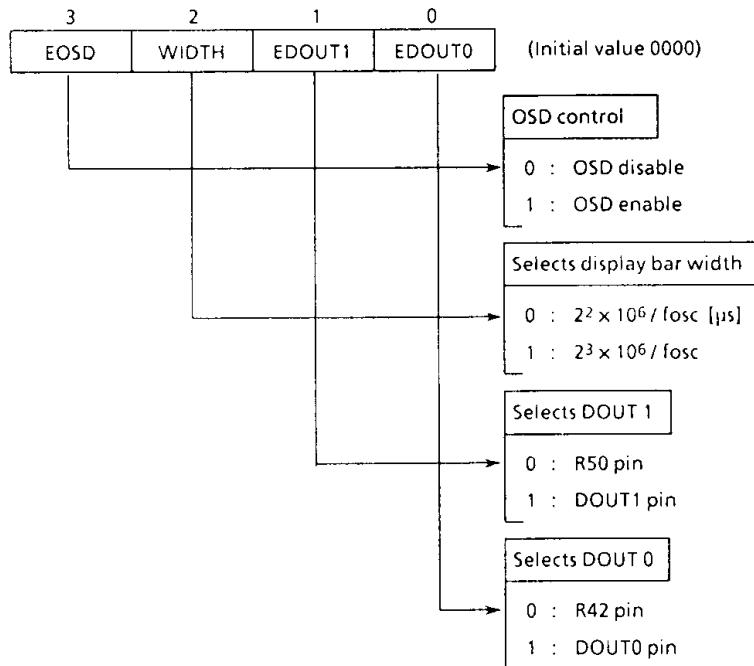 3 2 1 0
EOSD WIDTH EDOUT1 EDOUT0 (Initial value 0000)
OSD control
0 : OSD disable
1 : OSD enable
Selects display bar width
0 : 2² x 10⁶ / fosc [μs]
1 : 2³ x 10⁶ / fosc
Selects DOUT 1
0 : R50 pin
1 : DOUT1 pin
Selects DOUT 0
0 : R42 pin
1 : DOUT0 pin